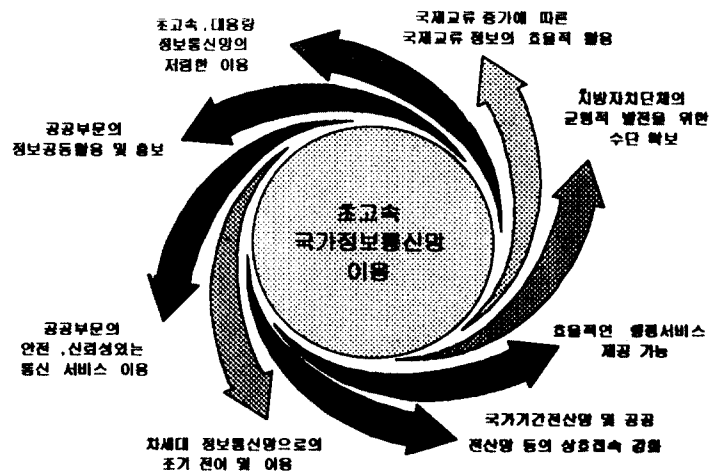 초고속 , 대용량
정보통신망의
저렴한 이용
국제교류 증가에 따른
국제교류 정보의 효율적 활용
지방자치단체의
균형적 발전을 위한
수단 확보
공공부문의
정보공동활용 및 홍보
초고속
국가정보통신망
이용
공공부문의
안전 , 신뢰성있는
통신 서비스 이용
효율적인 행정서비스
제공 가능
국가기간전산망 및 공공
전산망 등의 상호접속 강화
차세대 정보통신망으로의
조기 전이 및 이용